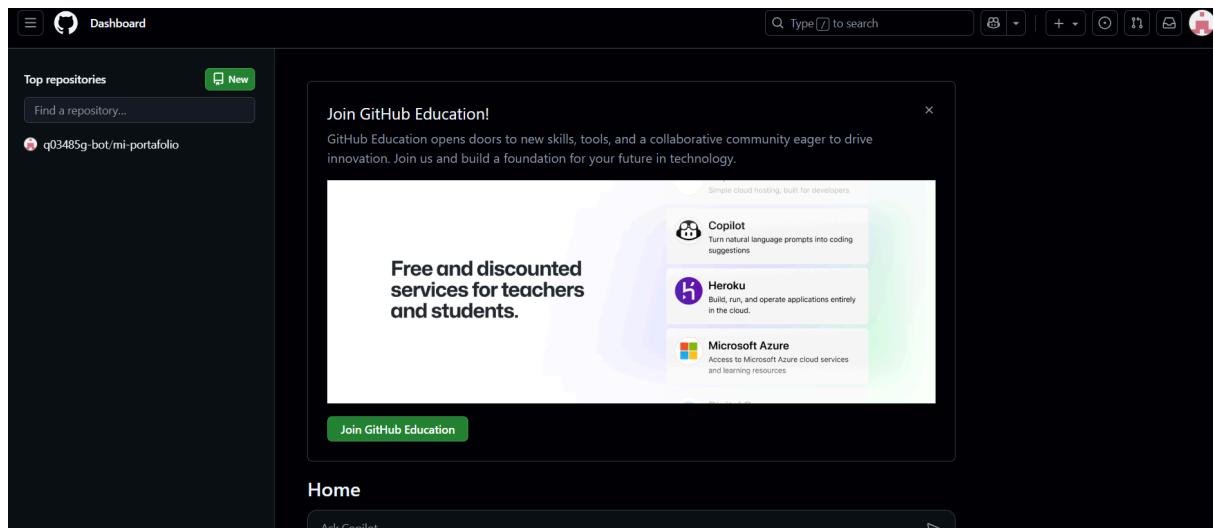 Dashboard
Type / to search
Top repositories
New
Find a repository...
q03485g-bot/mi-portafolio
Join GitHub Education!
GitHub Education opens doors to new skills, tools, and a collaborative community eager to drive
innovation. Join us and build a foundation for your future in technology.
Free and discounted
services for teachers
and students.
Simple cloud hosting, built for developers
Copilot
Turn natural language prompts into coding
suggestions
Heroku
Build, run, and operate applications entirely
in the cloud.
Microsoft Azure
Access to Microsoft Azure cloud services
and learning resources
Join GitHub Education
Home
Ask Copilot